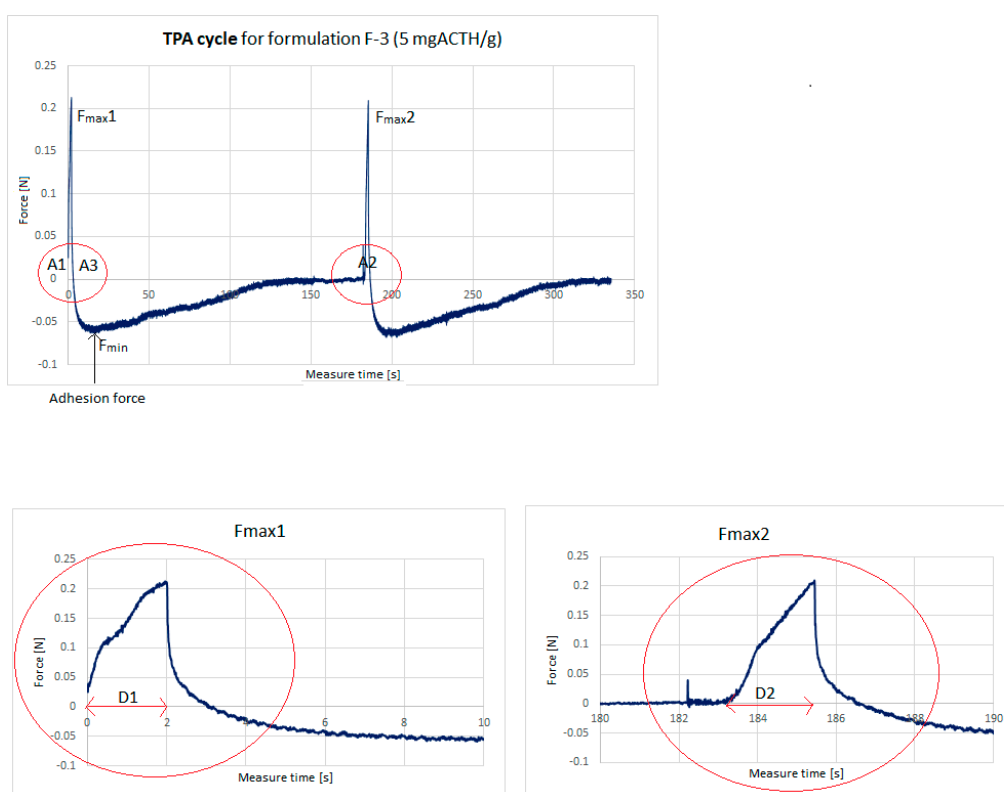 TPA cycle for formulation F-3 (5 mgACTH/g)
0.25
0.2
0.15
0.1
0.05
0
-0.05
-0.1
Force [N]
Fmax1
Fmax2
A1 A3
A2
0 50 100 150 200 250 300 350
Fmin
Measure time [s]
Adhesion force
Fmax1
0.25
0.2
0.15
0.1
0.05
0
-0.05
-0.1
Force [N]
D1
0 2 4 6 8 10
Measure time [s]
Fmax2
0.25
0.2
0.15
0.1
0.05
0
-0.05
-0.1
Force [N]
D2
180 182 184 186 188 190
Measure time [s]